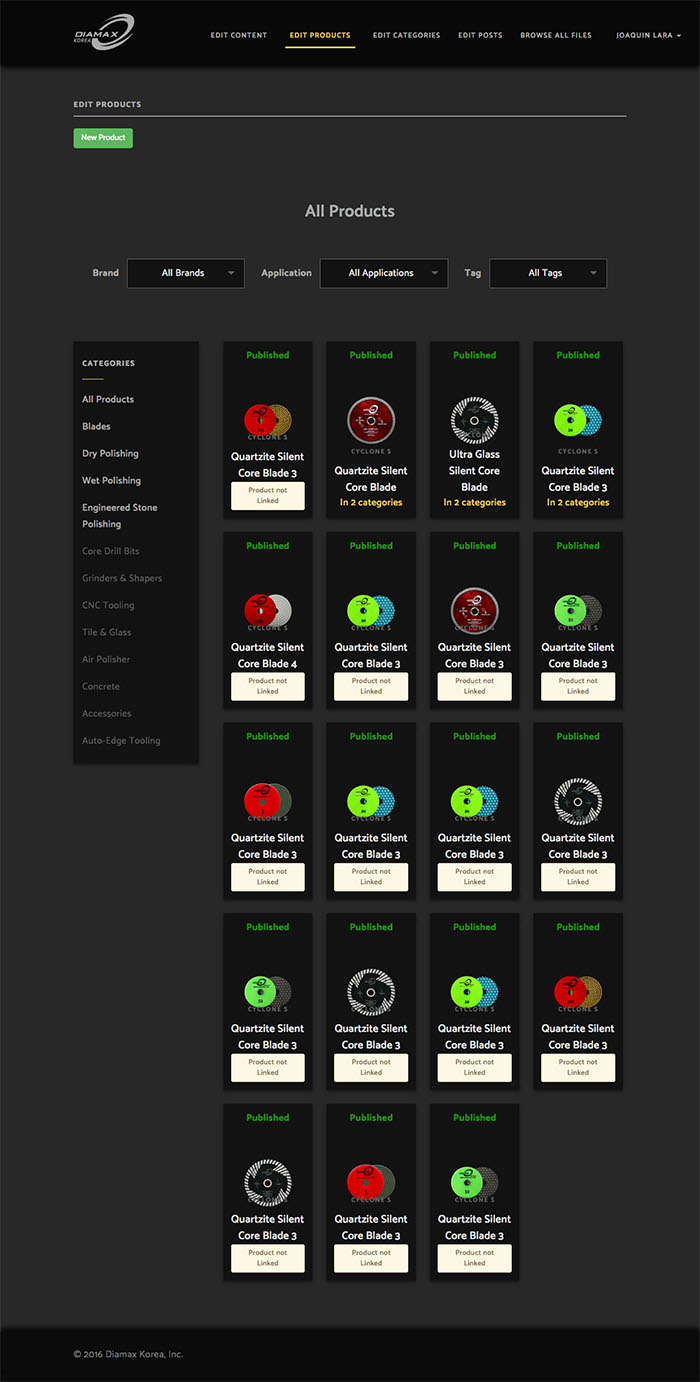 DIAMAX
KOREA
EDIT CONTENT
EDIT PRODUCTS
EDIT CATEGORIES
EDIT POSTS
BROWSE ALL FILES
JOAQUIN LARA
EDIT PRODUCTS
New Product
All Products
Brand
All Brands
Application
All Applications
Tag
All Tags
CATEGORIES
All Products
Blades
Dry Polishing
Wet Polishing
Engineered Stone
Polishing
Core Drill Bits
Grinders & Shapers
CNC Tooling
Tile & Glass
Air Polisher
Concrete
Accessories
Auto-Edge Tooling
Published
CYCLONE S
Quartzite Silent
Core Blade 3
Product not
Linked
Published
CYCLONE S
Quartzite Silent
Core Blade
In 2 categories
Published
CYCLONE S
Ultra Glass
Silent Core
Blade
In 2 categories
Published
CYCLONE S
Quartzite Silent
Core Blade 3
In 2 categories
Published
CYCLONE S
Quartzite Silent
Core Blade 4
Product not
Linked
Published
CYCLONE S
Quartzite Silent
Core Blade 3
Product not
Linked
Published
CYCLONE S
Quartzite Silent
Core Blade 3
Product not
Linked
Published
CYCLONE S
Quartzite Silent
Core Blade 3
Product not
Linked
Published
CYCLONE S
Quartzite Silent
Core Blade 3
Product not
Linked
Published
CYCLONE S
Quartzite Silent
Core Blade 3
Product not
Linked
Published
CYCLONE S
Quartzite Silent
Core Blade 3
Product not
Linked
Published
CYCLONE S
Quartzite Silent
Core Blade 3
Product not
Linked
Published
CYCLONE S
Quartzite Silent
Core Blade 3
Product not
Linked
Published
CYCLONE S
Quartzite Silent
Core Blade 3
Product not
Linked
Published
CYCLONE S
Quartzite Silent
Core Blade 3
Product not
Linked
Published
CYCLONE S
Quartzite Silent
Core Blade 3
Product not
Linked
Published
CYCLONE S
Quartzite Silent
Core Blade 3
Product not
Linked
Published
CYCLONE S
Quartzite Silent
Core Blade 3
Product not
Linked
Published
CYCLONE S
Quartzite Silent
Core Blade 3
Product not
Linked
© 2016 Diamax Korea, Inc.